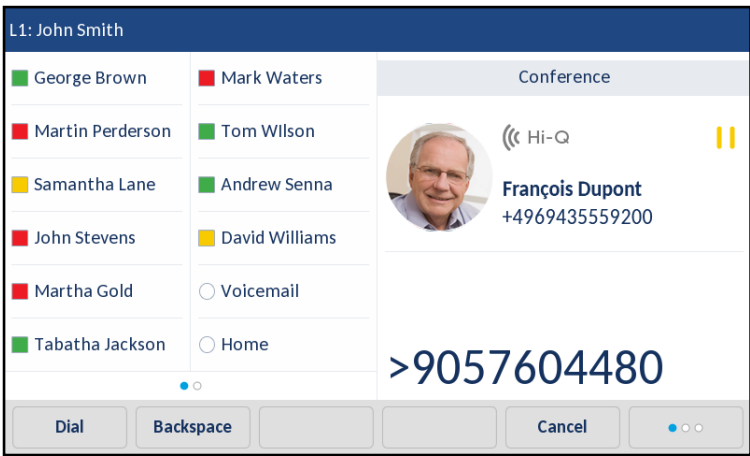 L1: John Smith
George Brown
Martin Perderson
Samantha Lane
John Stevens
Martha Gold
Tabatha Jackson
Mark Waters
Tom WIlson
Andrew Senna
David Williams
Voicemail
Home
Conference
Hi-Q
François Dupont
+4969435559200
>9057604480
Dial
Backspace
Cancel